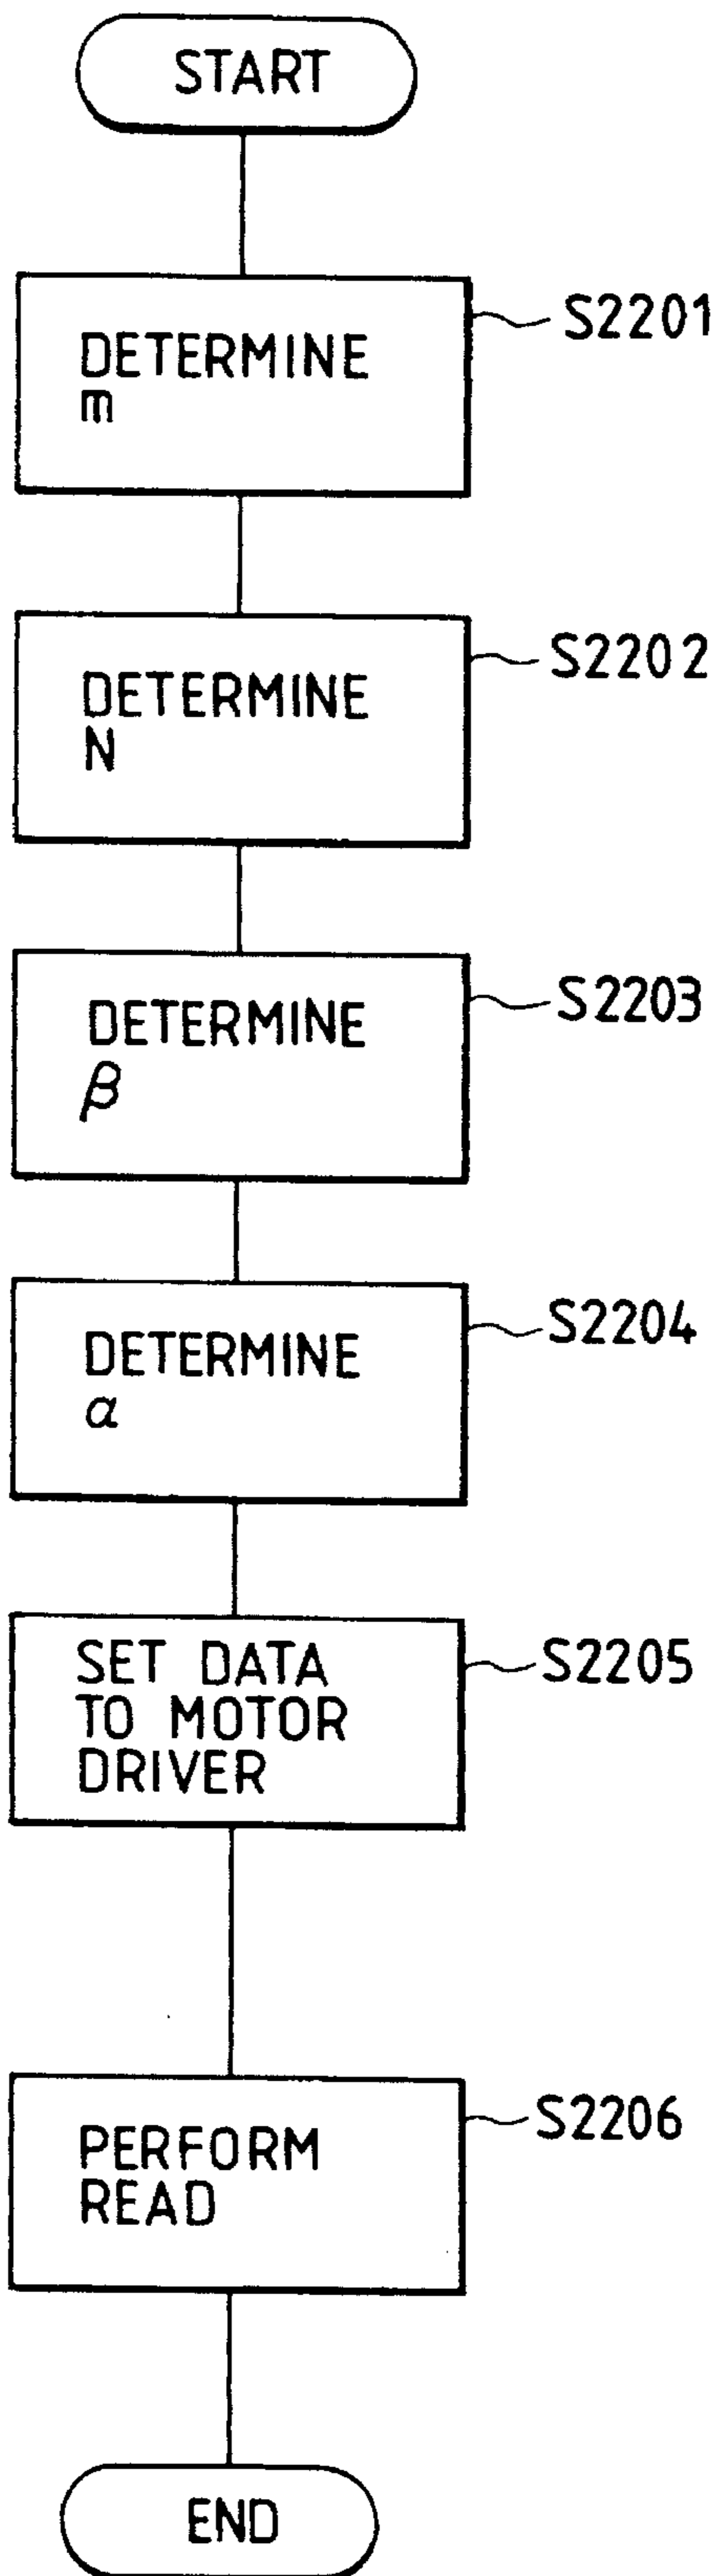 START
DETERMINE
m
S2201
DETERMINE
N
S2202
DETERMINE
β
S2203
DETERMINE
α
S2204
SET DATA
TO MOTOR
DRIVER
S2205
PERFORM
READ
S2206
END